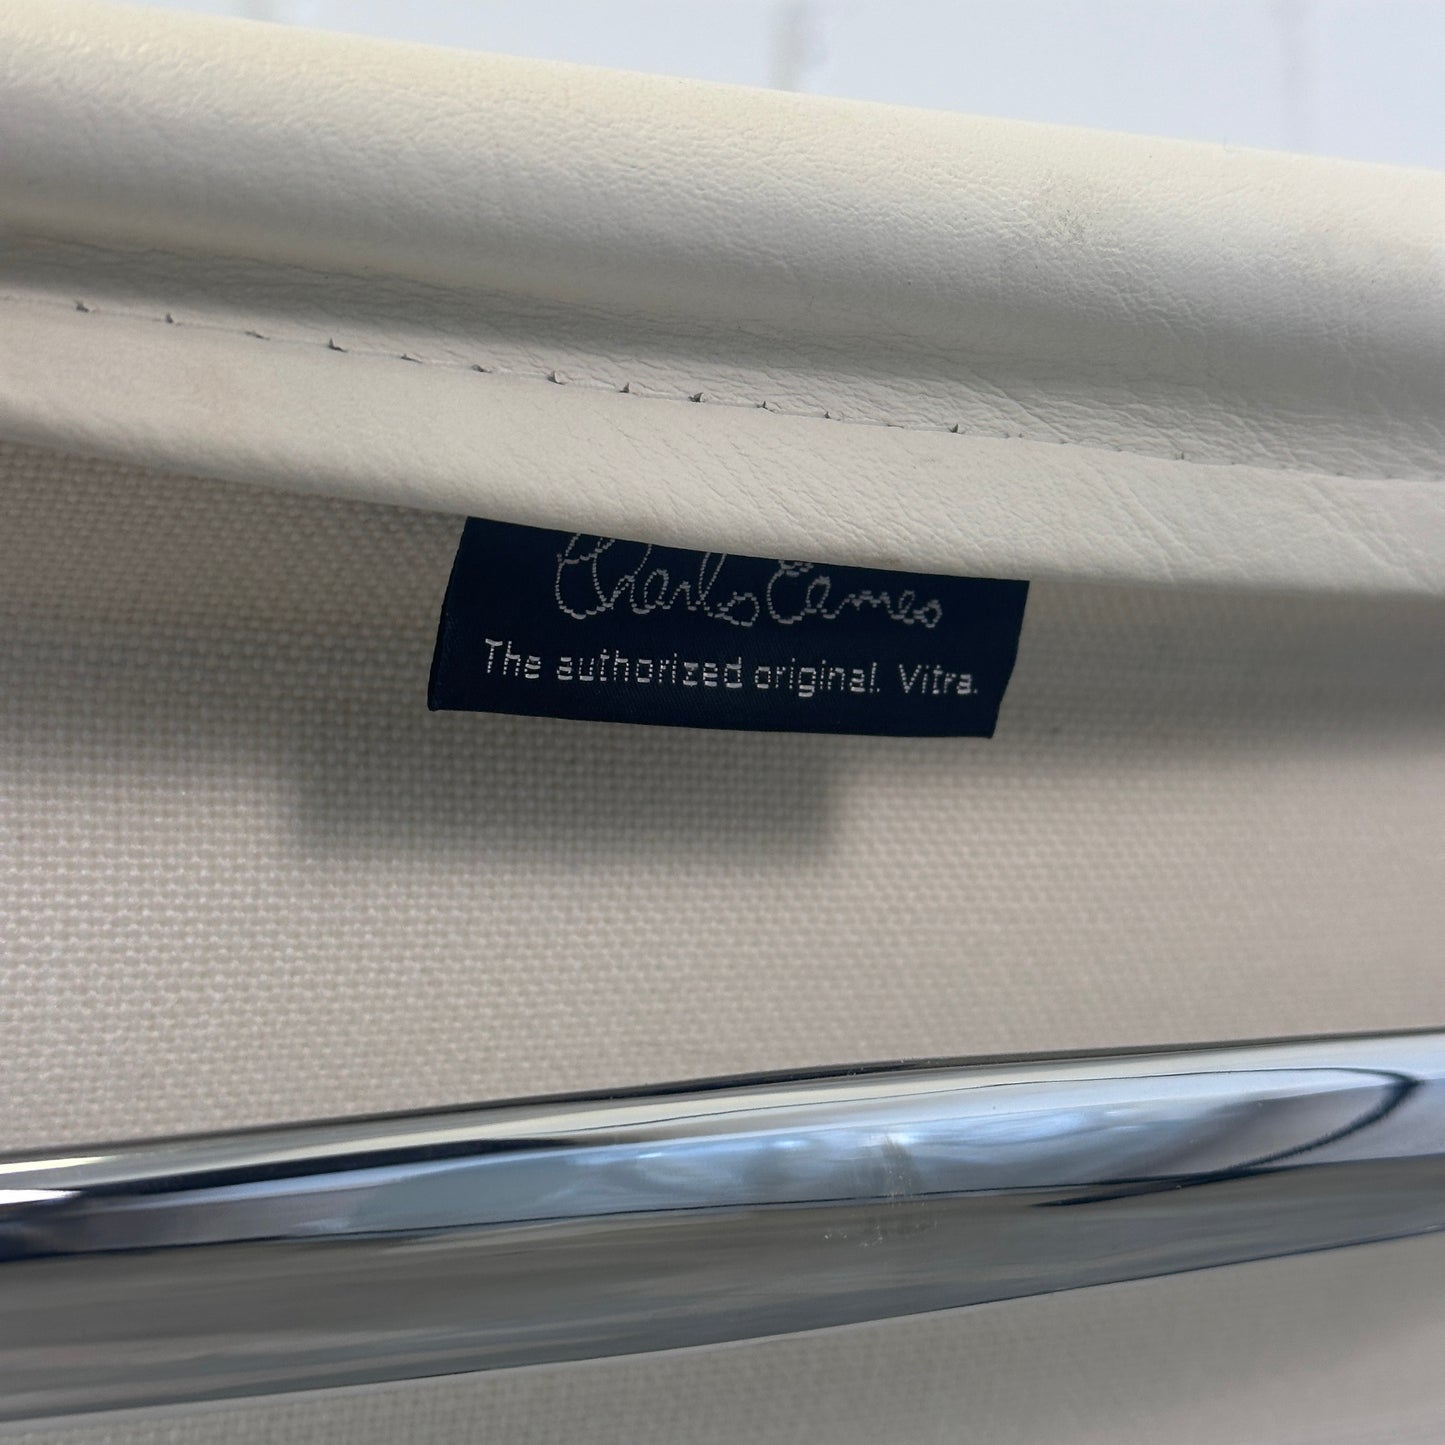 Charles Eames
The authorized original. Vitra.